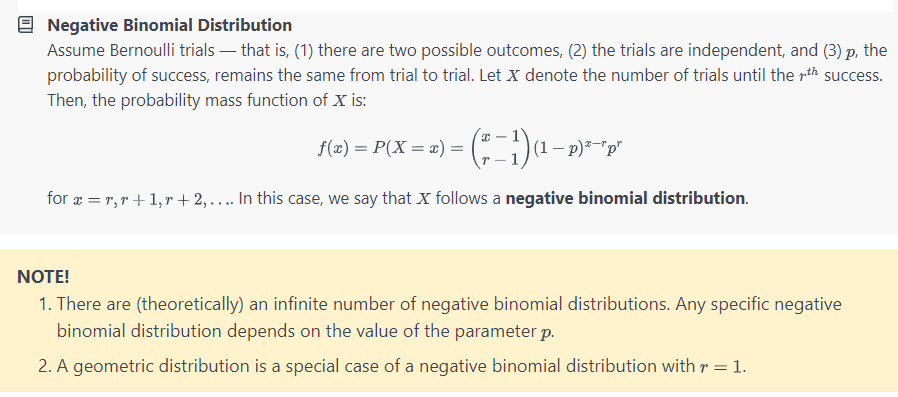 Negative Binomial Distribution
Assume Bernoulli trials — that is, (1) there are two possible outcomes, (2) the trials are independent, and (3) p, the
probability of success, remains the same from trial to trial. Let X denote the number of trials until the rᵗʰ success.
Then, the probability mass function of X is:
f(x) = P(X = x) = \binom{x − 1}{r − 1} (1 − p)^{x−r} p^r
for x = r, r + 1, r + 2, . . .. In this case, we say that X follows a negative binomial distribution.
NOTE!
1. There are (theoretically) an infinite number of negative binomial distributions. Any specific negative
binomial distribution depends on the value of the parameter p.
2. A geometric distribution is a special case of a negative binomial distribution with r = 1.